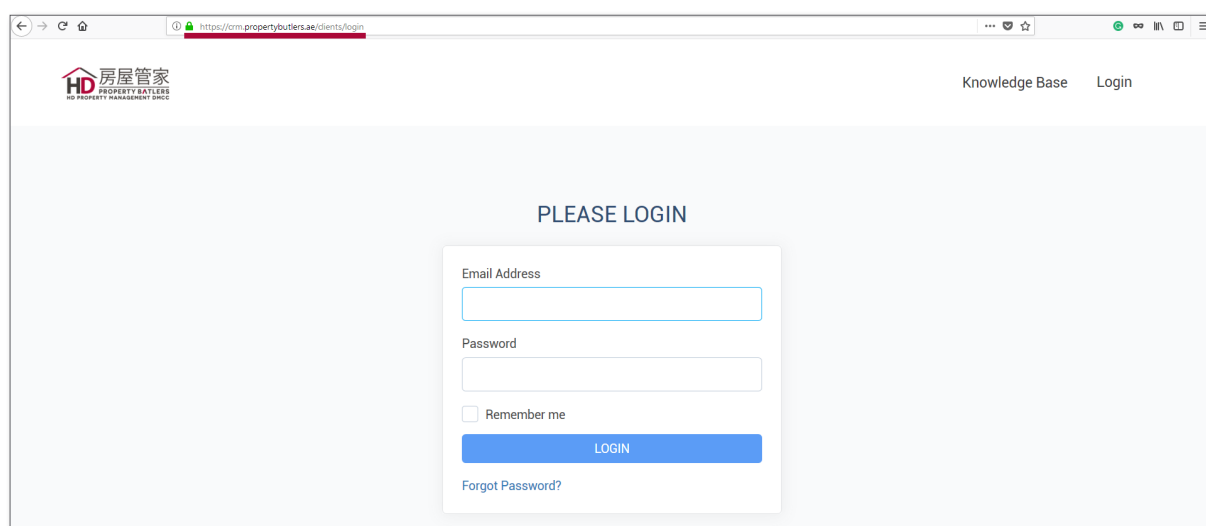 https://crm.propertybutlers.ae/clients/login
HD 房屋管家
PROPERTY BATLERS
HD PROPERTY MANAGEMENT DMCC
Knowledge Base Login
PLEASE LOGIN
Email Address
Password
Remember me
LOGIN
Forgot Password?